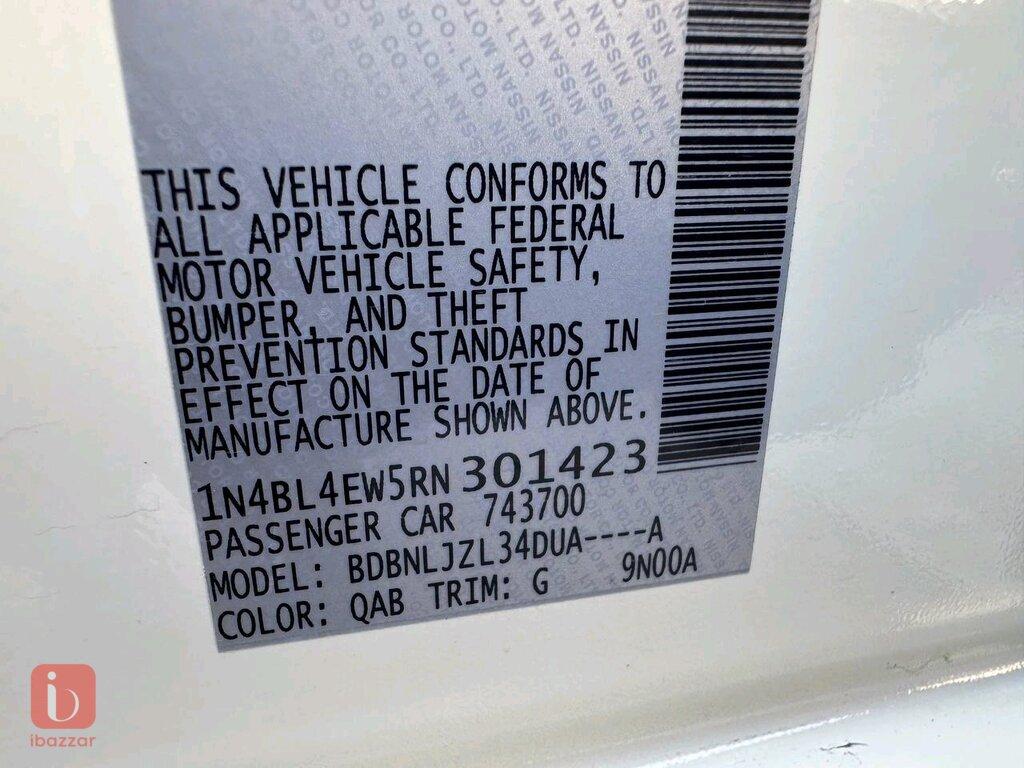 THIS VEHICLE CONFORMS TO
ALL APPLICABLE FEDERAL
MOTOR VEHICLE SAFETY,
BUMPER, AND THEFT
PREVENTION STANDARDS IN
EFFECT ON THE DATE OF
MANUFACTURE SHOWN ABOVE.
1N4BL4EW5RN301423
PASSENGER CAR 743700
MODEL: BDBNLJZL34DUA----A
COLOR: QAB TRIM: G 9N00A
ibazzar